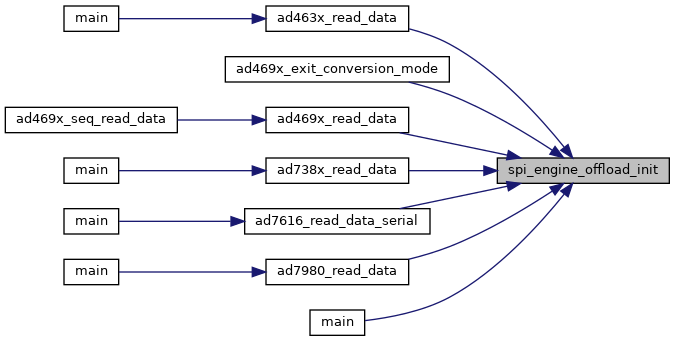 main
ad463x_read_data
ad469x_exit_conversion_mode
ad469x_seq_read_data
ad469x_read_data
main
ad738x_read_data
spi_engine_offload_init
main
ad7616_read_data_serial
main
ad7980_read_data
main